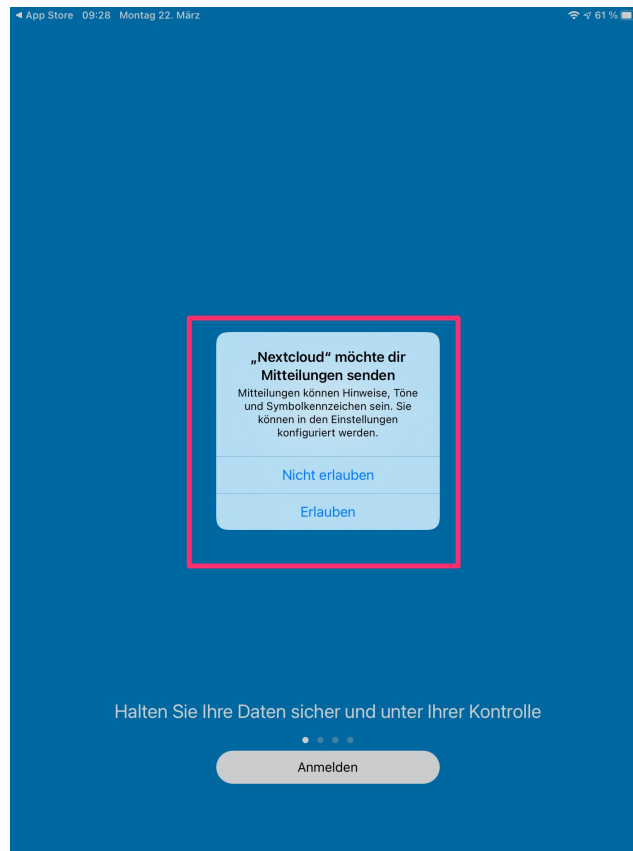 ◀ App Store 09:28 Montag 22. März 61 %
„Nextcloud“ möchte dir
Mitteilungen senden
Mitteilungen können Hinweise, Töne
und Symbolkennzeichen sein. Sie
können in den Einstellungen
konfiguriert werden.
Nicht erlauben
Erlauben
Halten Sie Ihre Daten sicher und unter Ihrer Kontrolle
Anmelden